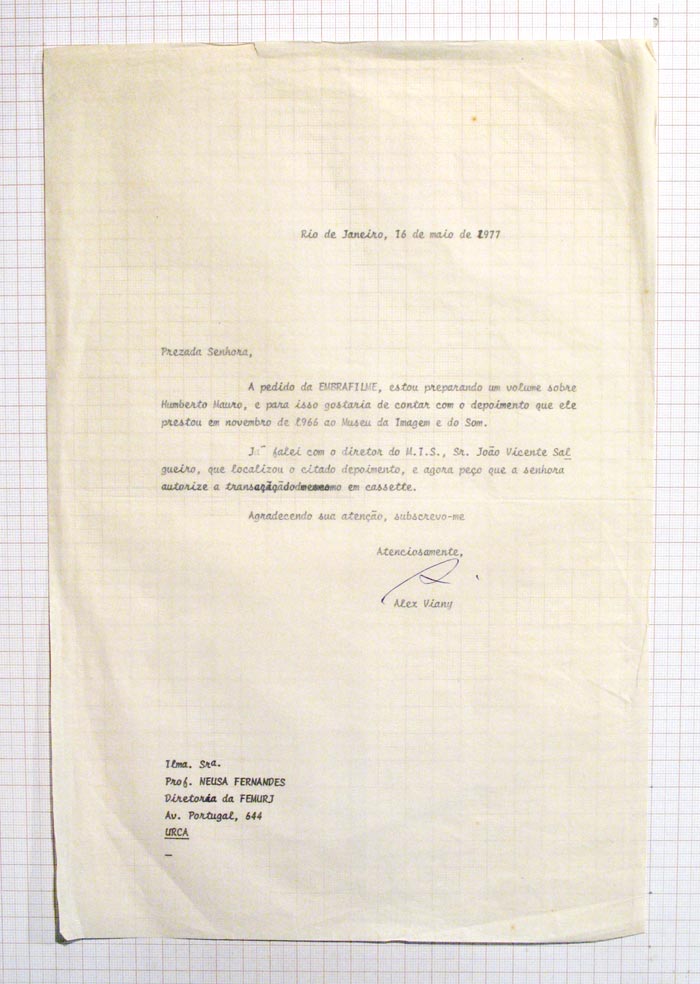 Rio de Janeiro, 16 de maio de 1977
Prezada Senhora,
A pedido da EMBRAFILME, estou preparando um volume sobre
Humberto Mauro, e para isso gostaria de contar com o depoimento que ele
prestou em novembro de 1966 ao Museu da Imagem e do Som.
Já falei com o diretor do M.I.S., Sr. João Vicente Sal
gueiro, que localizou o citado depoimento, e agora peço que a senhora
autorize a em cassette.
Agradecendo sua atenção, subscrevo-me
Atenciosamente,
Alex Viany
Ilma. Sra.
Prof. NEUSA FERNANDES
Diretoria da FEMURJ
Av. Portugal, 644
URCA